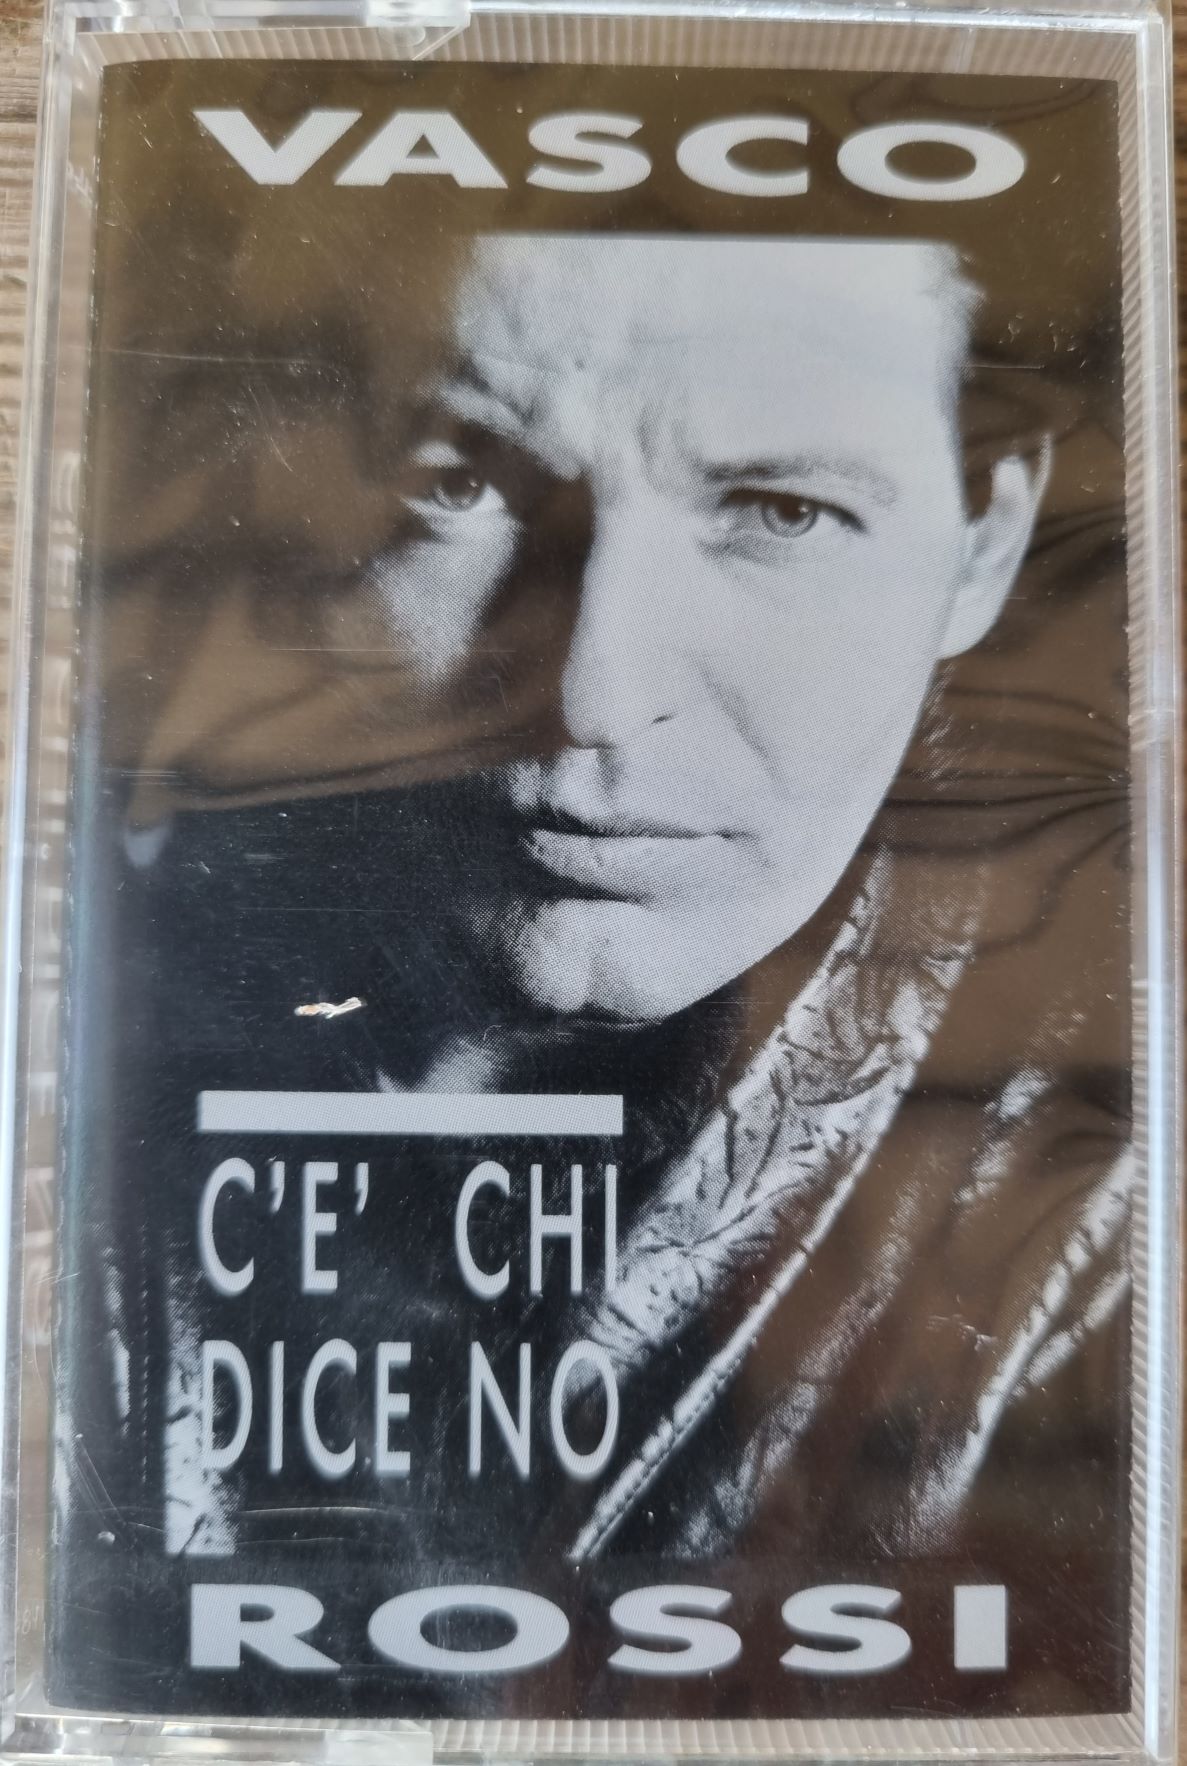 VASCO
C'E' CHI
DICE NO
ROSSI